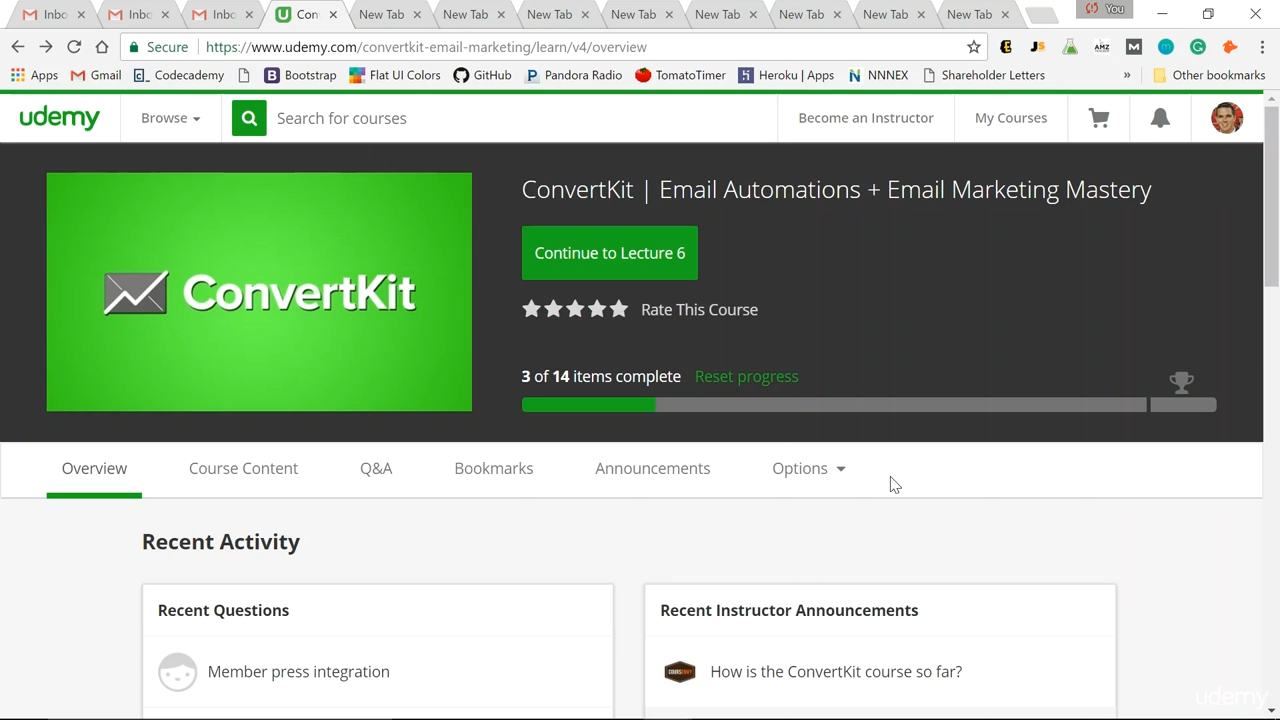 Inbo
Inbo
Inbo
Con
New Tab
New Tab
New Tab
New Tab
New Tab
New Tab
New Tab
New Tab
You
Secure
https://www.udemy.com/convertkit-email-marketing/learn/v4/overview
Apps
Gmail
Codecademy
Bootstrap
Flat UI Colors
GitHub
Pandora Radio
TomatoTimer
Heroku | Apps
NNNEX
Shareholder Letters
»
Other bookmarks
udemy
Browse
Search for courses
Become an Instructor
My Courses
ConvertKit
ConvertKit | Email Automations + Email Marketing Mastery
Continue to Lecture 6
Rate This Course
3 of 14 items complete Reset progress
Overview
Course Content
Q&A
Bookmarks
Announcements
Options
Recent Activity
Recent Questions
Member press integration
Recent Instructor Announcements
How is the ConvertKit course so far?
udemy